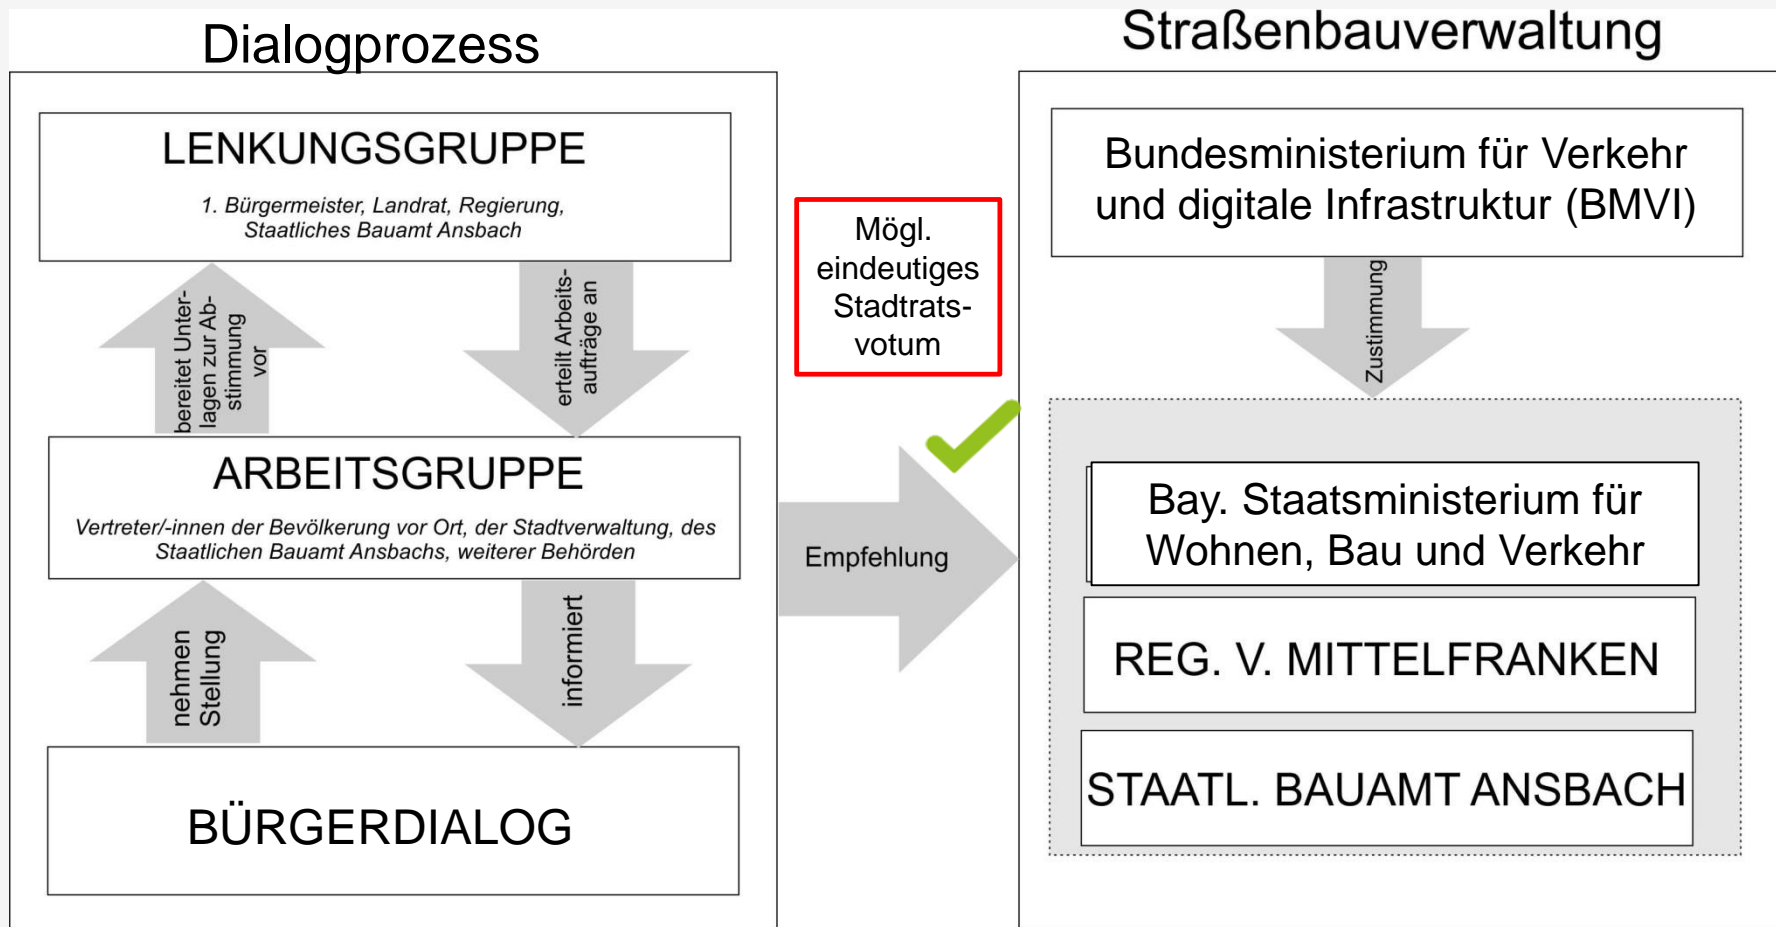 Dialogprozess
LENKUNGSGRUPPE
1. Bürgermeister, Landrat, Regierung,
Staatliches Bauamt Ansbach
bereitet Unter-
lagen zur Ab-
stimmung
vor
erteilt Arbeits-
aufträge an
ARBEITSGRUPPE
Vertreter/-innen der Bevölkerung vor Ort, der Stadtverwaltung, des
Staatlichen Bauamt Ansbachs, weiterer Behörden
nehmen
Stellung
informiert
BÜRGERDIALOG
Mögl.
eindeutiges
Stadtrats-
votum
Empfehlung
Straßenbauverwaltung
Bundesministerium für Verkehr
und digitale Infrastruktur (BMVI)
Zustimmung
Bay. Staatsministerium für
Wohnen, Bau und Verkehr
REG. V. MITTELFRANKEN
STAATL. BAUAMT ANSBACH